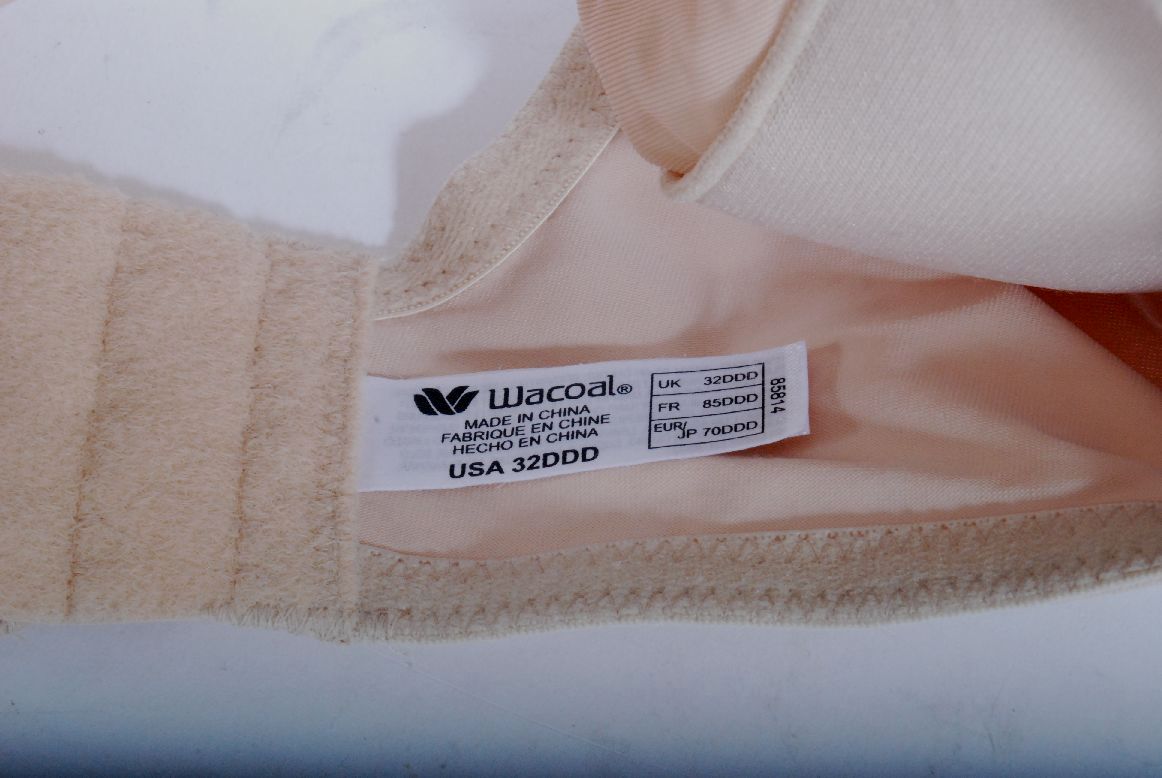 Wacoal®
MADE IN CHINA
FABRIQUE EN CHINE
HECHO EN CHINA
USA 32DDD
UK 32DDD
FR 85DDD
EUR/JP 70DDD
85814